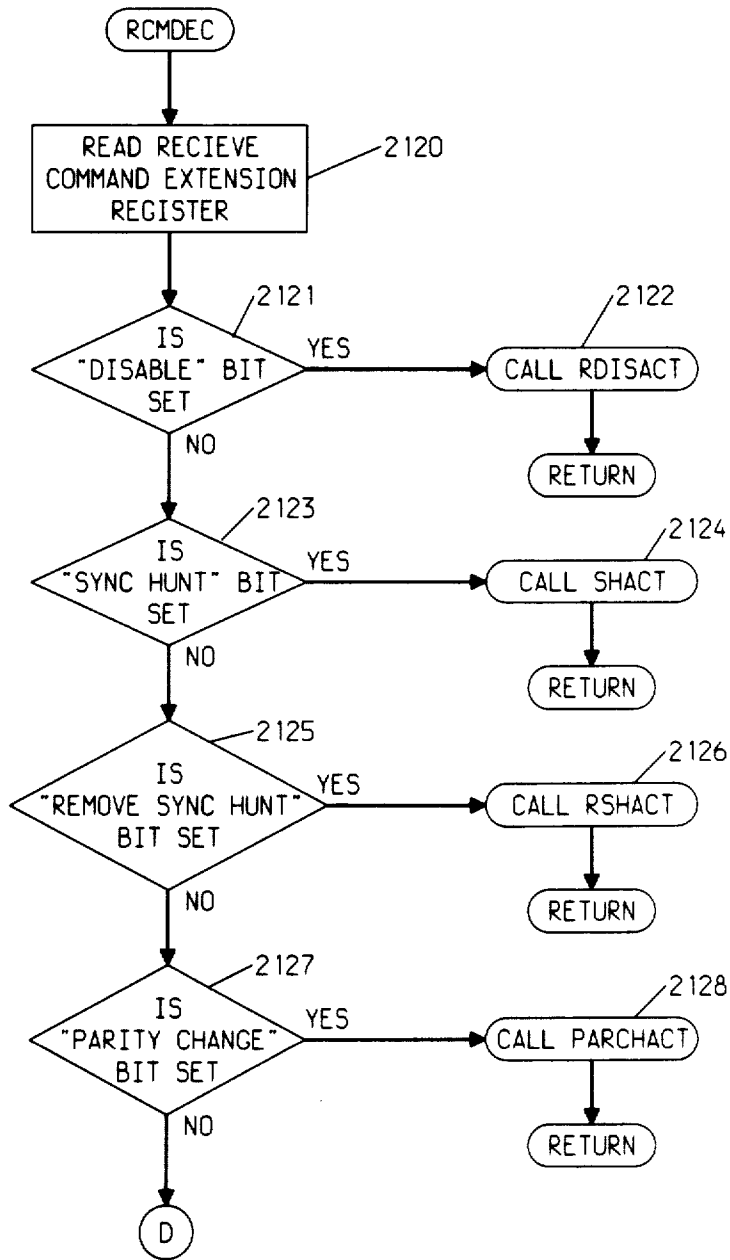 RCMDEC
READ RECIEVE
COMMAND EXTENSION
REGISTER
2120
IS
"DISABLE" BIT
SET
2121
YES
CALL RDISACT
2122
RETURN
NO
IS
"SYNC HUNT" BIT
SET
2123
YES
CALL SHACT
2124
RETURN
NO
IS
"REMOVE SYNC HUNT"
BIT SET
2125
YES
CALL RSHACT
2126
RETURN
NO
IS
"PARITY CHANGE"
BIT SET
2127
YES
CALL PARCHACT
2128
RETURN
NO
D